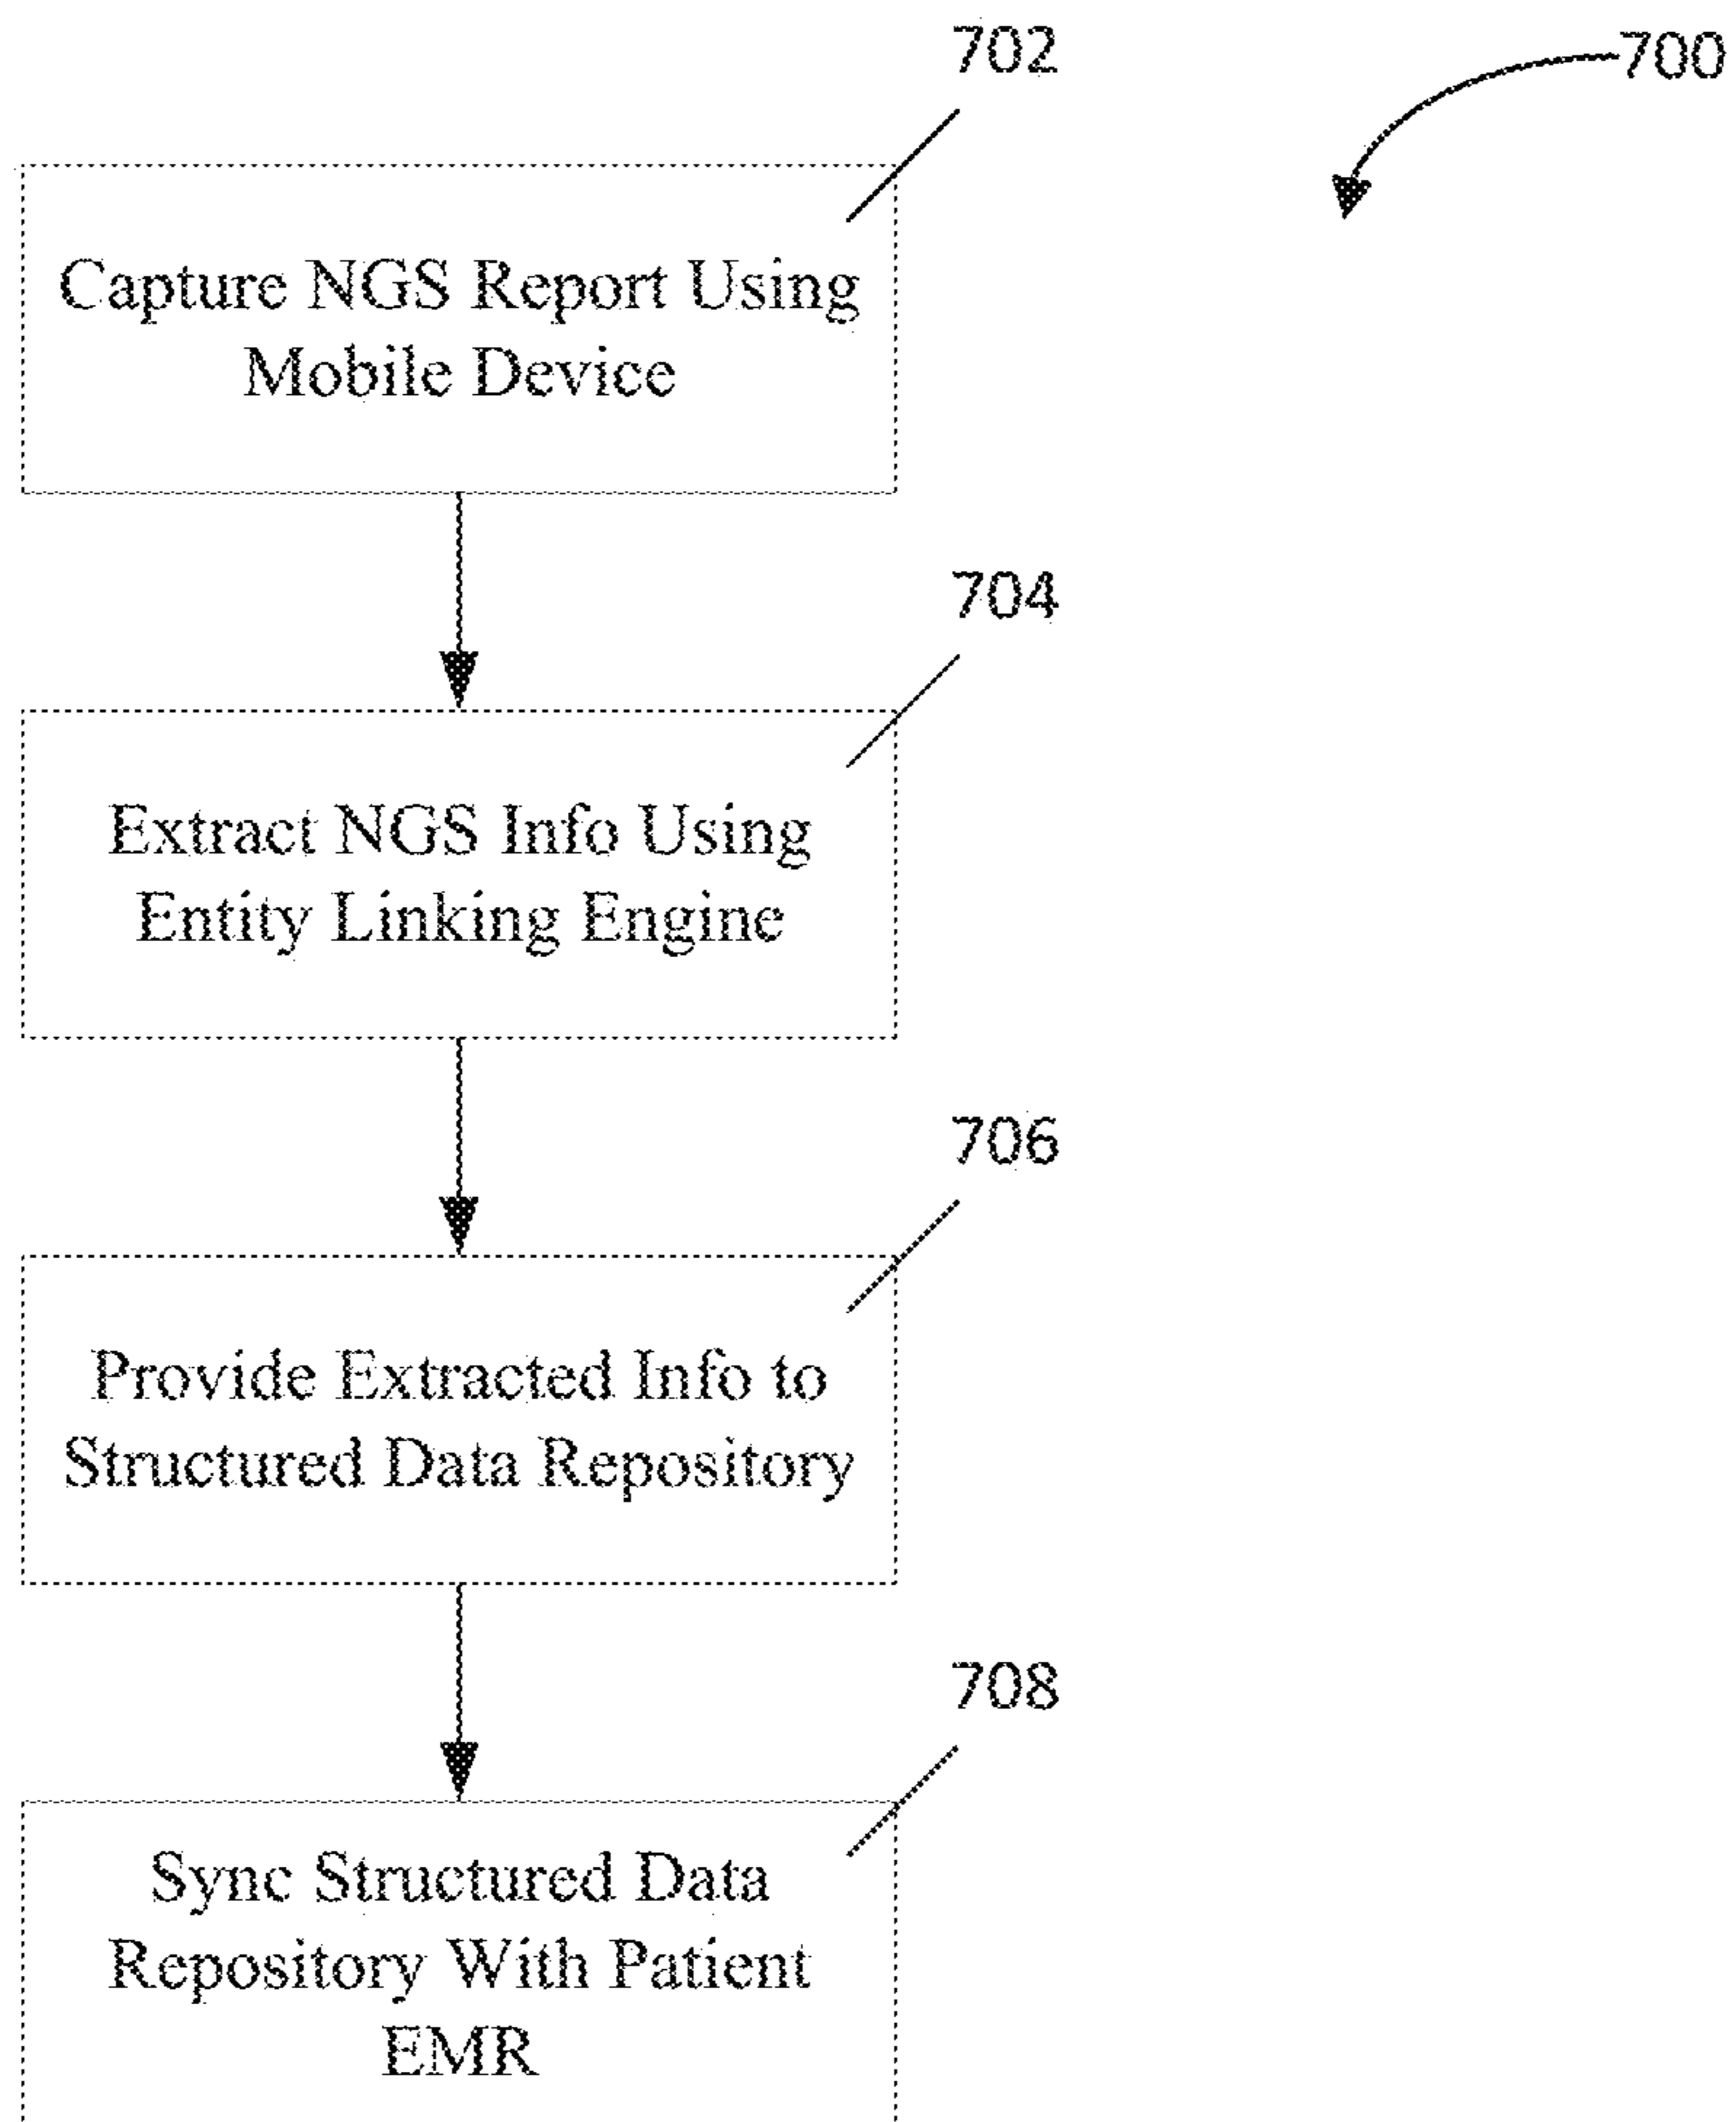 702
700
Capture NGS Report Using
Mobile Device
704
Extract NGS Info Using
Entity Linking Engine
706
Provide Extracted Info to
Structured Data Repository
708
Sync Structured Data
Repository With Patient
EMR